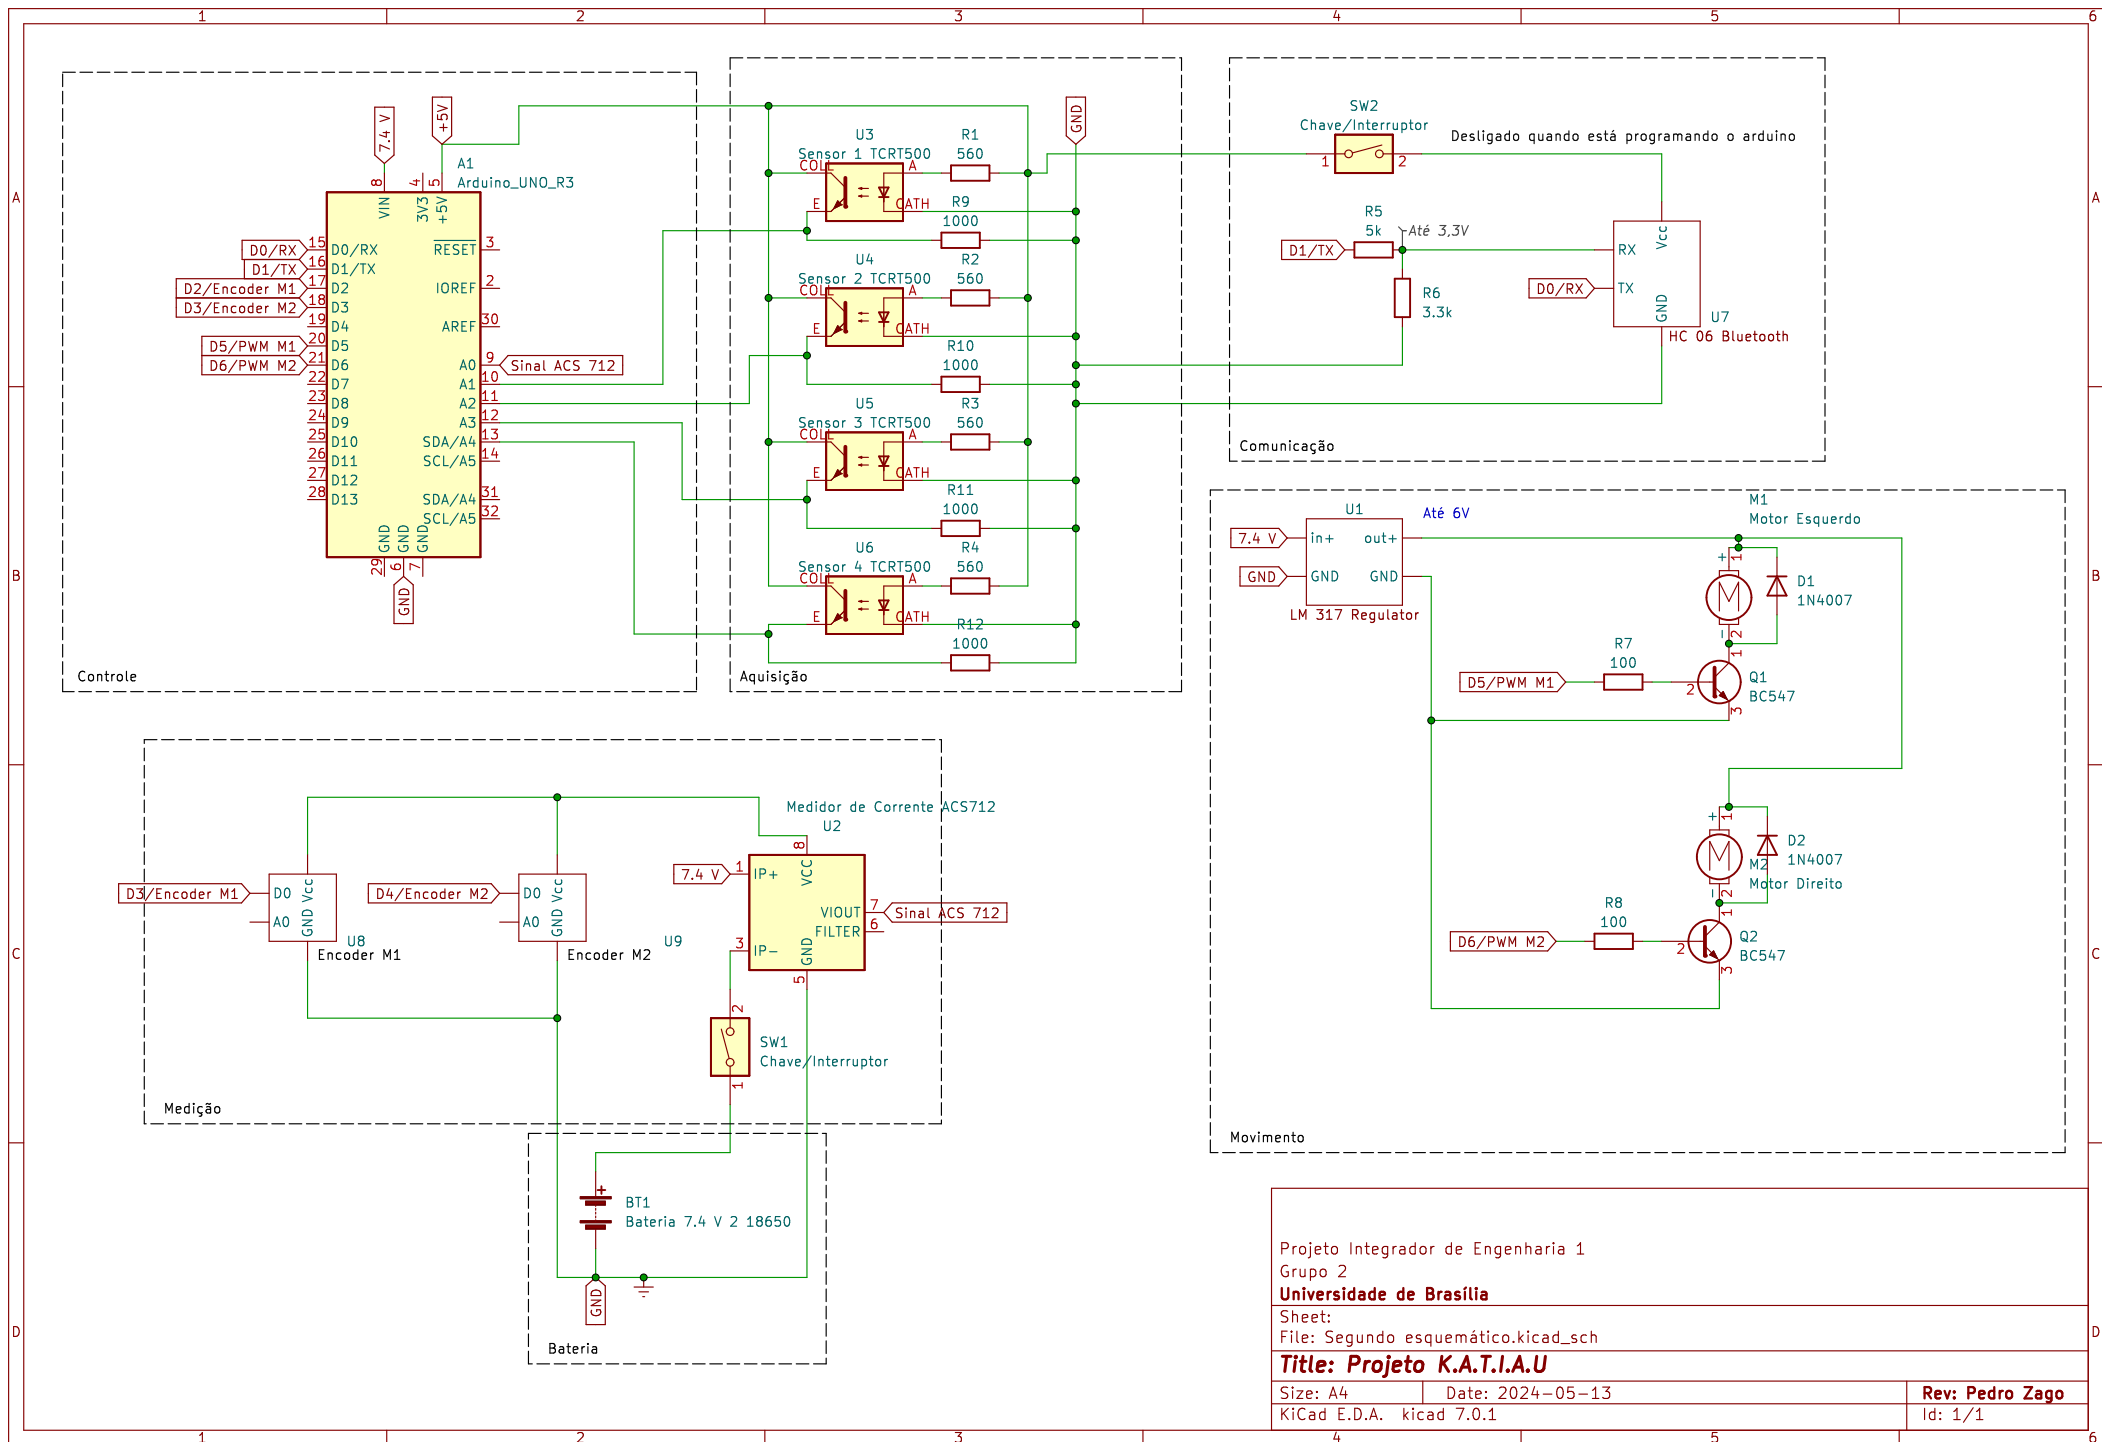 1 2 3 4 5 6
A
B
C
D
7.4 V
+5V
A1
Arduino_UNO_R3
8
4
5
VIN
3V3
+5V
D0/RX 15 D0/RX
D1/TX 16 D1/TX
D2/Encoder M1 17 D2
D3/Encoder M2 18 D3
19 D4
D5/PWM M1 20 D5
D6/PWM M2 21 D6
22 D7
23 D8
24 D9
25 D10
26 D11
27 D12
28 D13
RESET 3
IOREF 2
AREF 30
A0 9 Sinal ACS 712
A1 10
A2 11
A3 12
SDA/A4 13
SCL/A5 14
SDA/A4 31
SCL/A5 32
GND GND GND
29 6 7
GND
Controle
GND
U3
Sensor 1 TCRT500
COLL A
E CATH
R1
560
R9
1000
U4
Sensor 2 TCRT500
COLL A
E CATH
R2
560
R10
1000
U5
Sensor 3 TCRT500
COLL A
E CATH
R3
560
R11
1000
U6
Sensor 4 TCRT500
COLL A
E CATH
R4
560
R12
1000
Aquisição
SW2
Chave/Interruptor
1 2
Desligado quando está programando o arduino
R5
5k
Até 3,3V
D1/TX
R6
3.3k
RX
Vcc
D0/RX
TX
GND
U7
HC 06 Bluetooth
Comunicação
U1
Até 6V
7.4 V
in+ out+
GND
GND GND
LM 317 Regulator
M1
Motor Esquerdo
+ 1
M
- 2
D1
1N4007
R7
100
D5/PWM M1
1
2
3
Q1
BC547
+ 1
M
- 2
D2
1N4007
M2
Motor Direito
R8
100
D6/PWM M2
1
2
3
Q2
BC547
Movimento
Medidor de Corrente ACS712
U2
D3/Encoder M1
D0 Vcc
A0 GND
U8
Encoder M1
D4/Encoder M2
D0 Vcc
A0 GND
U9
Encoder M2
7.4 V
1 IP+
8 VCC
VIOUT 7
Sinal ACS 712
FILTER 6
3 IP-
GND 5
2
SW1
Chave/Interruptor
1
Medição
+
BT1
Bateria 7.4 V 2 18650
GND
Bateria
Projeto Integrador de Engenharia 1
Grupo 2
Universidade de Brasília
Sheet:
File: Segundo esquemático.kicad_sch
Title: Projeto K.A.T.I.A.U
Size: A4 Date: 2024-05-13 Rev: Pedro Zago
KiCad E.D.A. kicad 7.0.1 Id: 1/1
A
B
C
D
1 2 3 4 5 6